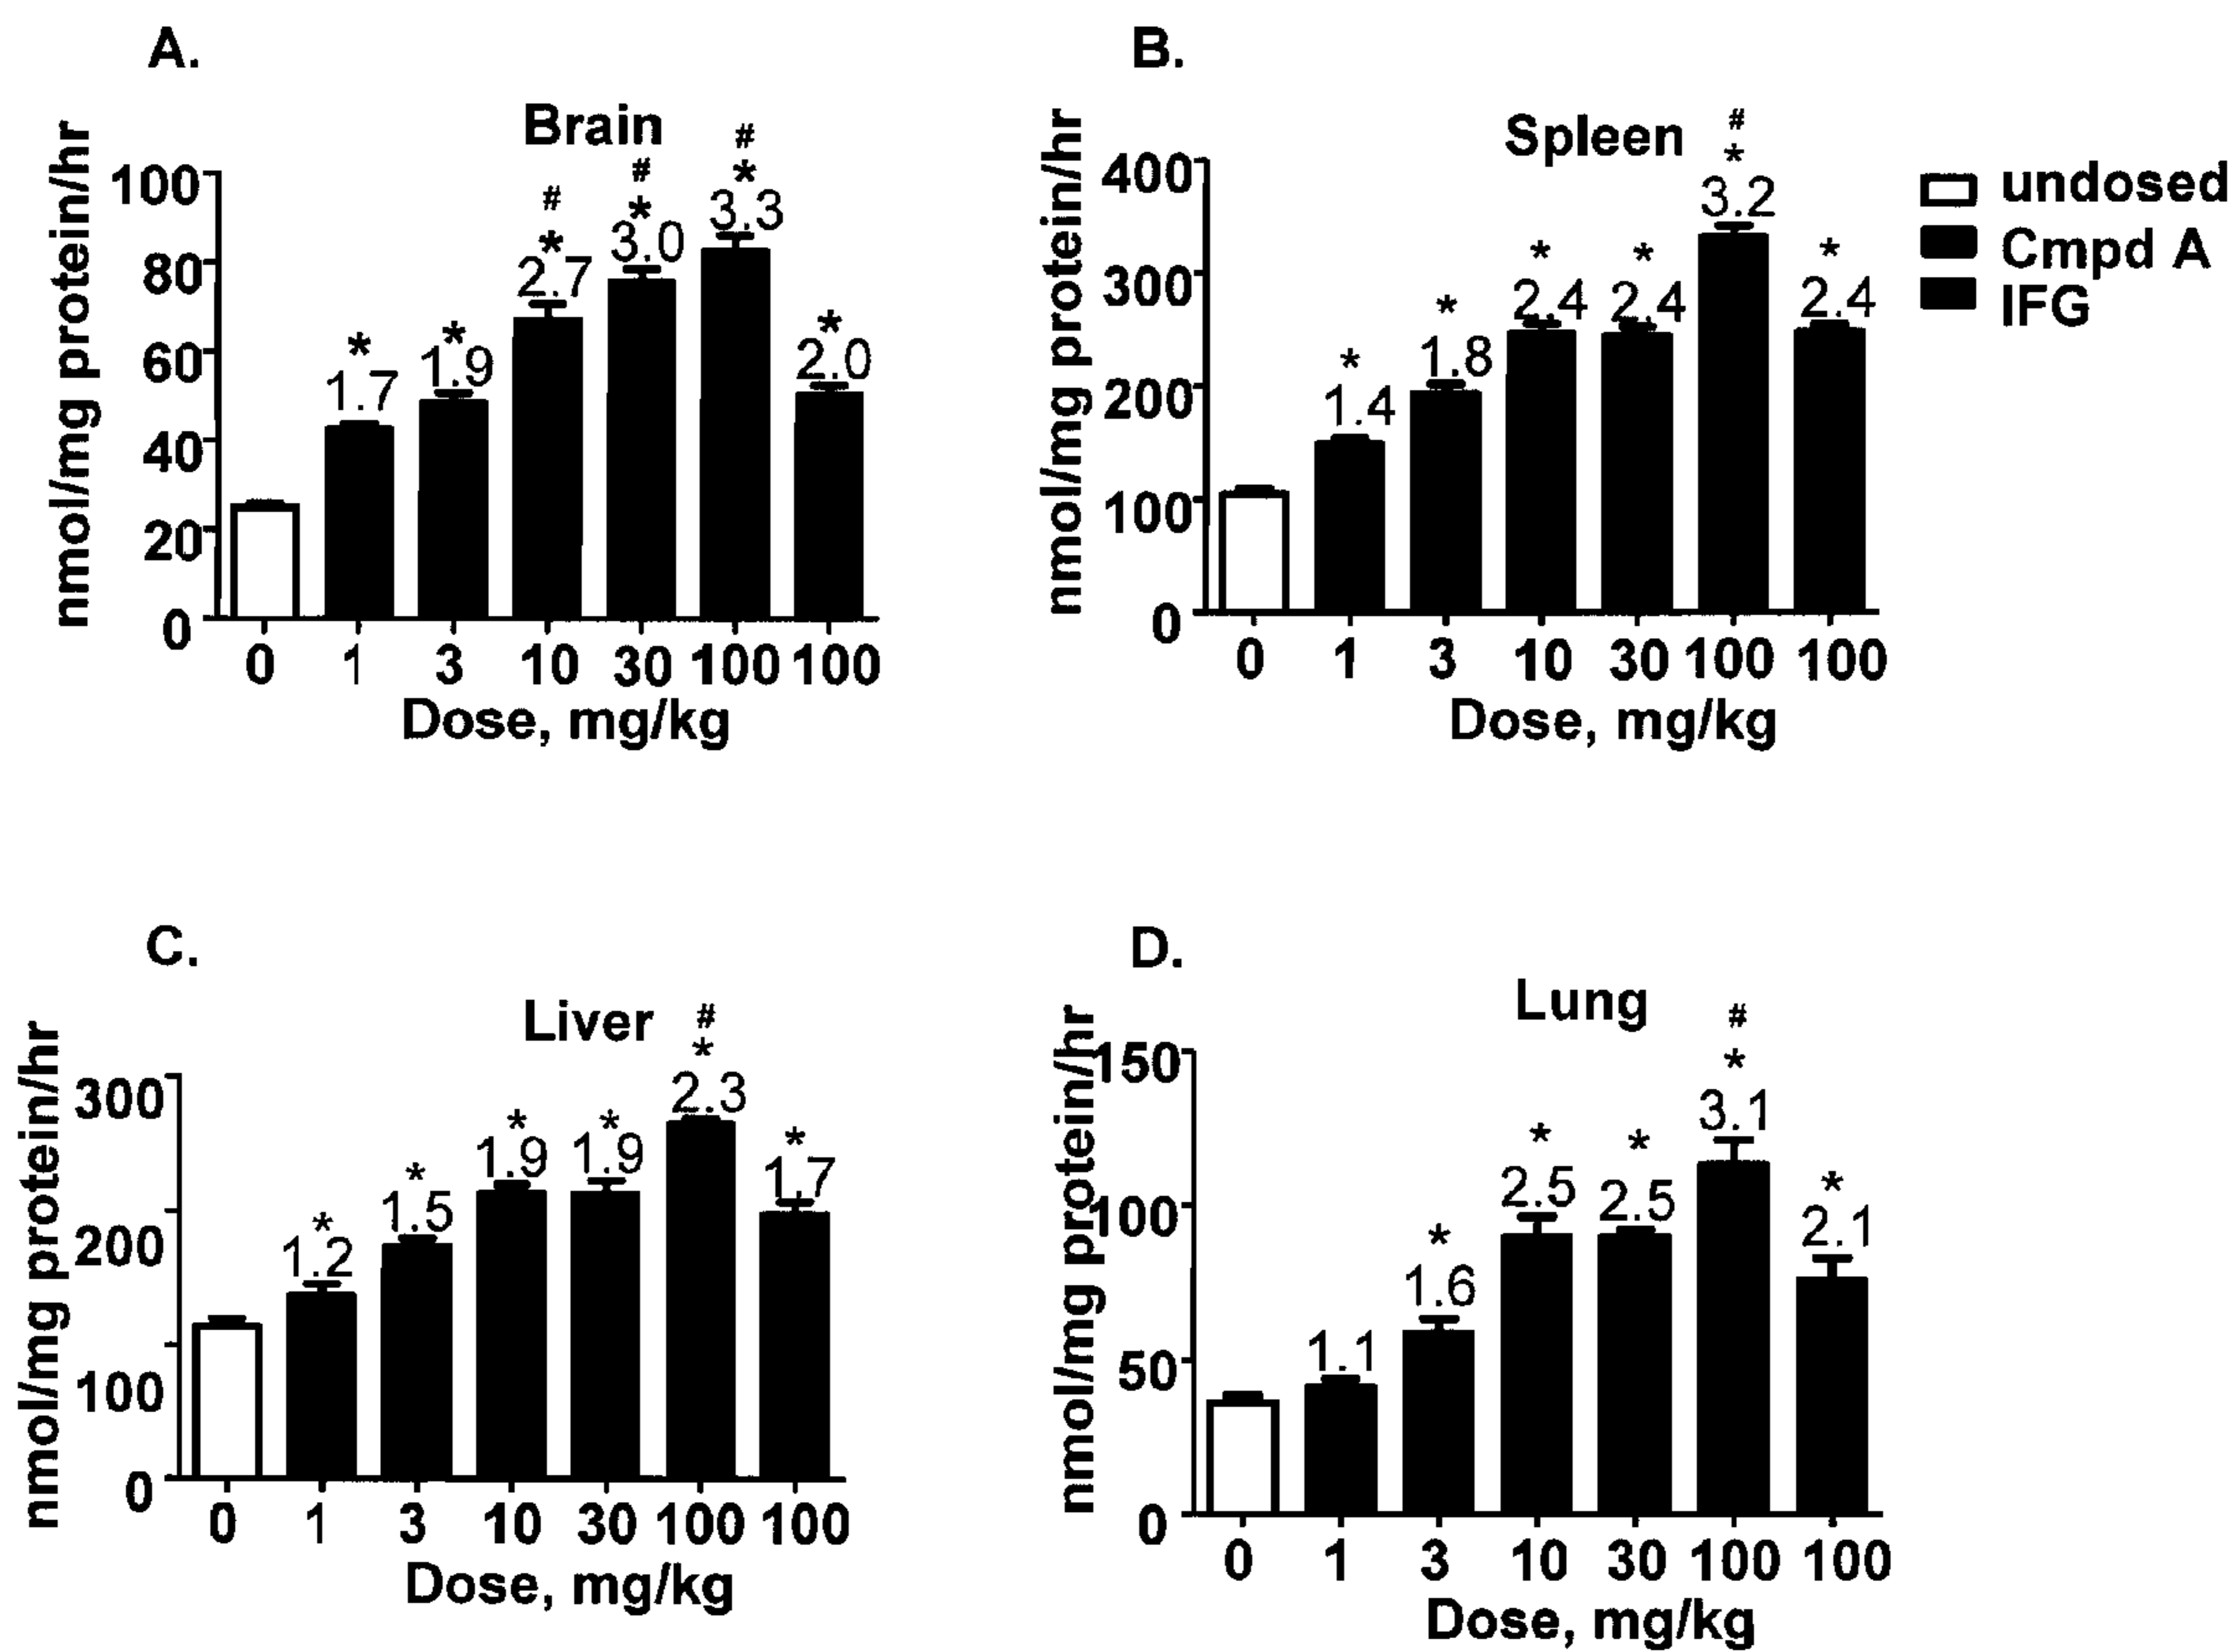 A.
Brain
nmol/mg protein/hr
100
80
60
40
20
0
* 1.7
* 1.9
# * 2.7
# * 3.0
# * 3.3
* 2.0
0 1 3 10 30 100 100
Dose, mg/kg
B.
Spleen
nmol/mg protein/hr
400
300
200
100
0
* 1.4
* 1.8
* 2.4
* 2.4
# * 3.2
* 2.4
0 1 3 10 30 100 100
Dose, mg/kg
undosed
Cmpd A
IFG
C.
Liver
nmol/mg protein/hr
300
200
100
0
* 1.2
* 1.5
* 1.9
* 1.9
# * 2.3
* 1.7
0 1 3 10 30 100 100
Dose, mg/kg
D.
Lung
nmol/mg protein/hr
150
100
50
0
1.1
* 1.6
* 2.5
* 2.5
# * 3.1
* 2.1
0 1 3 10 30 100 100
Dose, mg/kg